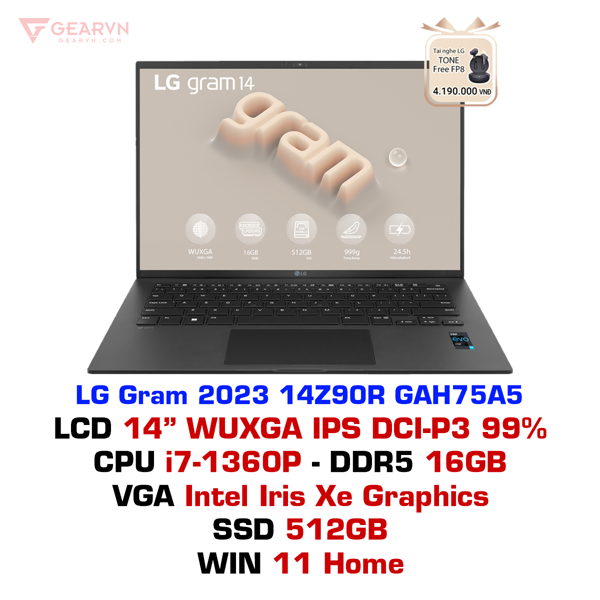 GEARVN
GEARVN.COM
Tai nghe LG
TONE
Free FP8
4.190.000 VNĐ
LG gram 14
gram
WUXGA
16GB
512GB
999g
24.5h
LG
evo
LG Gram 2023 14Z90R GAH75A5
LCD 14” WUXGA IPS DCI-P3 99%
CPU i7-1360P - DDR5 16GB
VGA Intel Iris Xe Graphics
SSD 512GB
WIN 11 Home